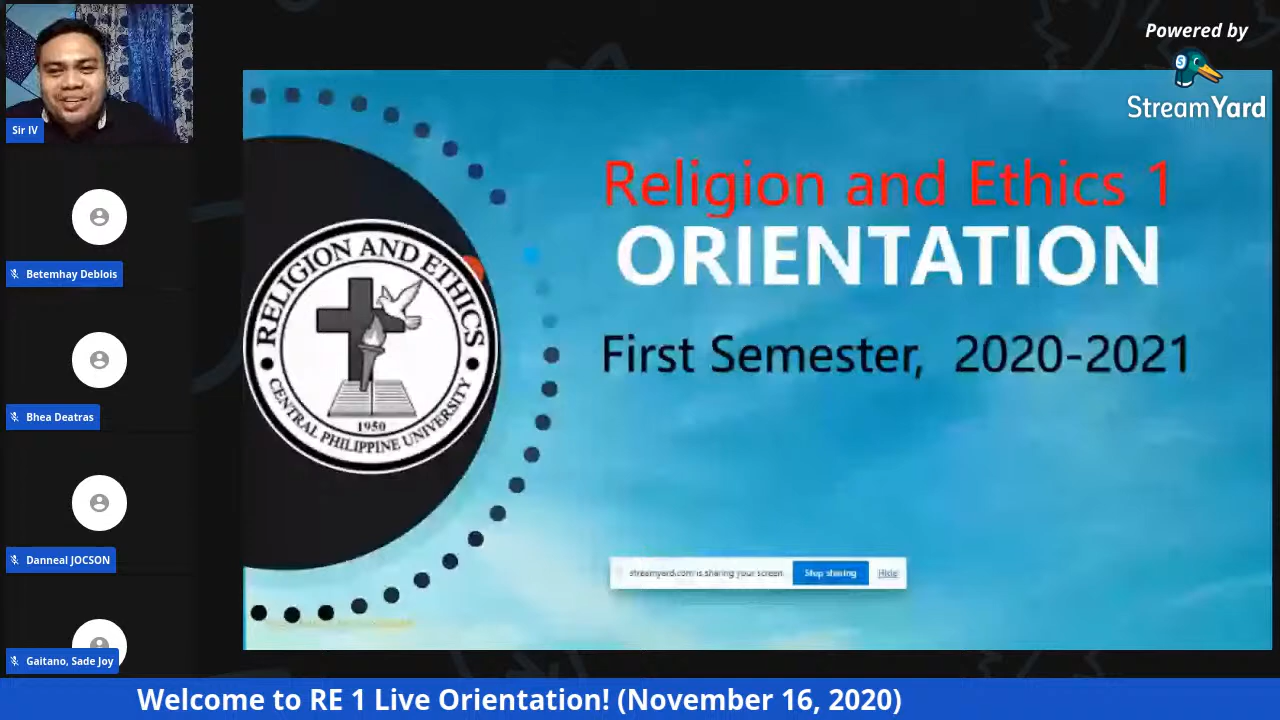 Sir IV
Betemhay Deblois
Bhea Deatras
Danneal JOCSON
Gaitano, Sade Joy
Powered by
StreamYard
Religion and Ethics 1
ORIENTATION
First Semester, 2020-2021
RELIGION AND ETHICS
1950
CENTRAL PHILIPPINE UNIVERSITY
streamyard.com is sharing your screen.
Stop sharing
Hide
Welcome to RE 1 Live Orientation! (November 16, 2020)